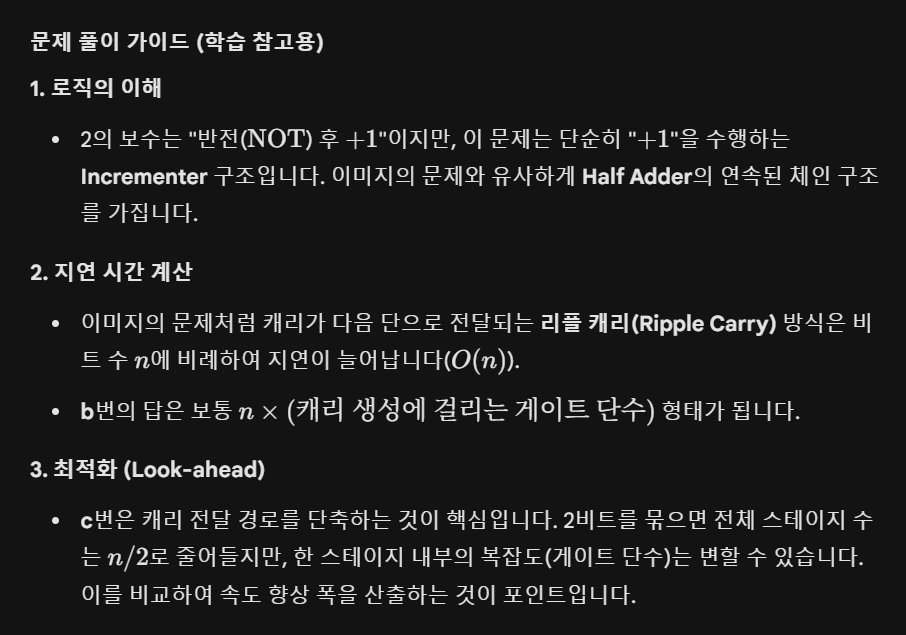 문제 풀이 가이드 (학습 참고용)
1. 로직의 이해
• 2의 보수는 "반전(NOT) 후 +1"이지만, 이 문제는 단순히 "+1"을 수행하는
Incrementer 구조입니다. 이미지의 문제와 유사하게 Half Adder의 연속된 체인 구조
를 가집니다.
2. 지연 시간 계산
• 이미지의 문제처럼 캐리가 다음 단으로 전달되는 리플 캐리(Ripple Carry) 방식은 비
트 수 n에 비례하여 지연이 늘어납니다(O(n)).
• b번의 답은 보통 n × (캐리 생성에 걸리는 게이트 단수) 형태가 됩니다.
3. 최적화 (Look-ahead)
• c번은 캐리 전달 경로를 단축하는 것이 핵심입니다. 2비트를 묶으면 전체 스테이지 수
는 n/2로 줄어들지만, 한 스테이지 내부의 복잡도(게이트 단수)는 변할 수 있습니다.
이를 비교하여 속도 향상 폭을 산출하는 것이 포인트입니다.